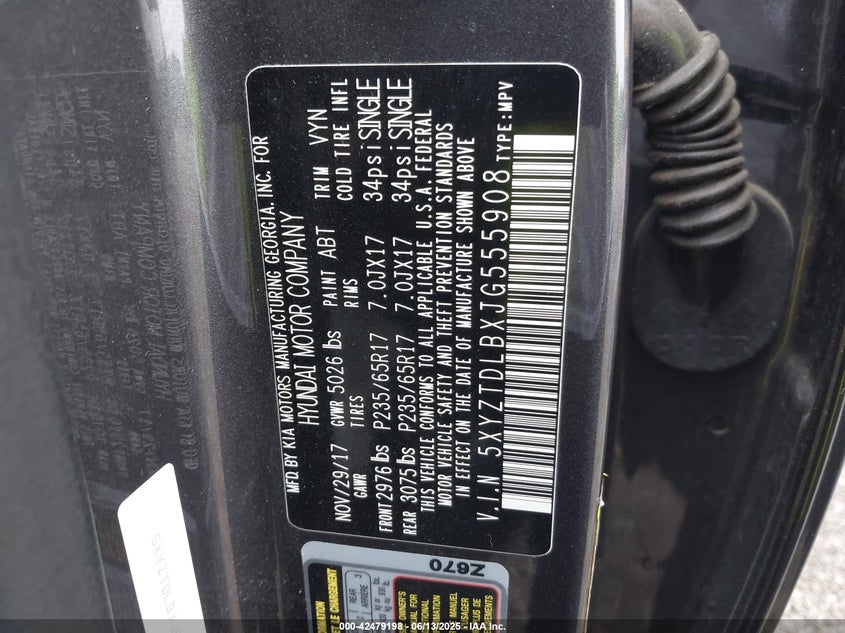 MFD. BY KIA MOTORS MANUFACTURING GEORGIA, INC. FOR
HYUNDAI MOTOR COMPANY
NOV/29/17 GVWR 5026 lbs PAINT ABT TRIM VYN
GAWR TIRES RIMS COLD TIRE INFL
FRONT 2976 lbs P235/65R17 7.0JX17 34psi SINGLE
REAR 3075 lbs P235/65R17 7.0JX17 34psi SINGLE
THIS VEHICLE CONFORMS TO ALL APPLICABLE U.S.A. FEDERAL
MOTOR VEHICLE SAFETY AND THEFT PREVENTION STANDARDS
IN EFFECT ON THE DATE OF MANUFACTURE SHOWN ABOVE
V.I.N 5XYZTDLBXJG555908 TYPE:MPV
Z670
REAR 3
ARRIERE
000-42479198 - 06/13/2025 - IAA, Inc.